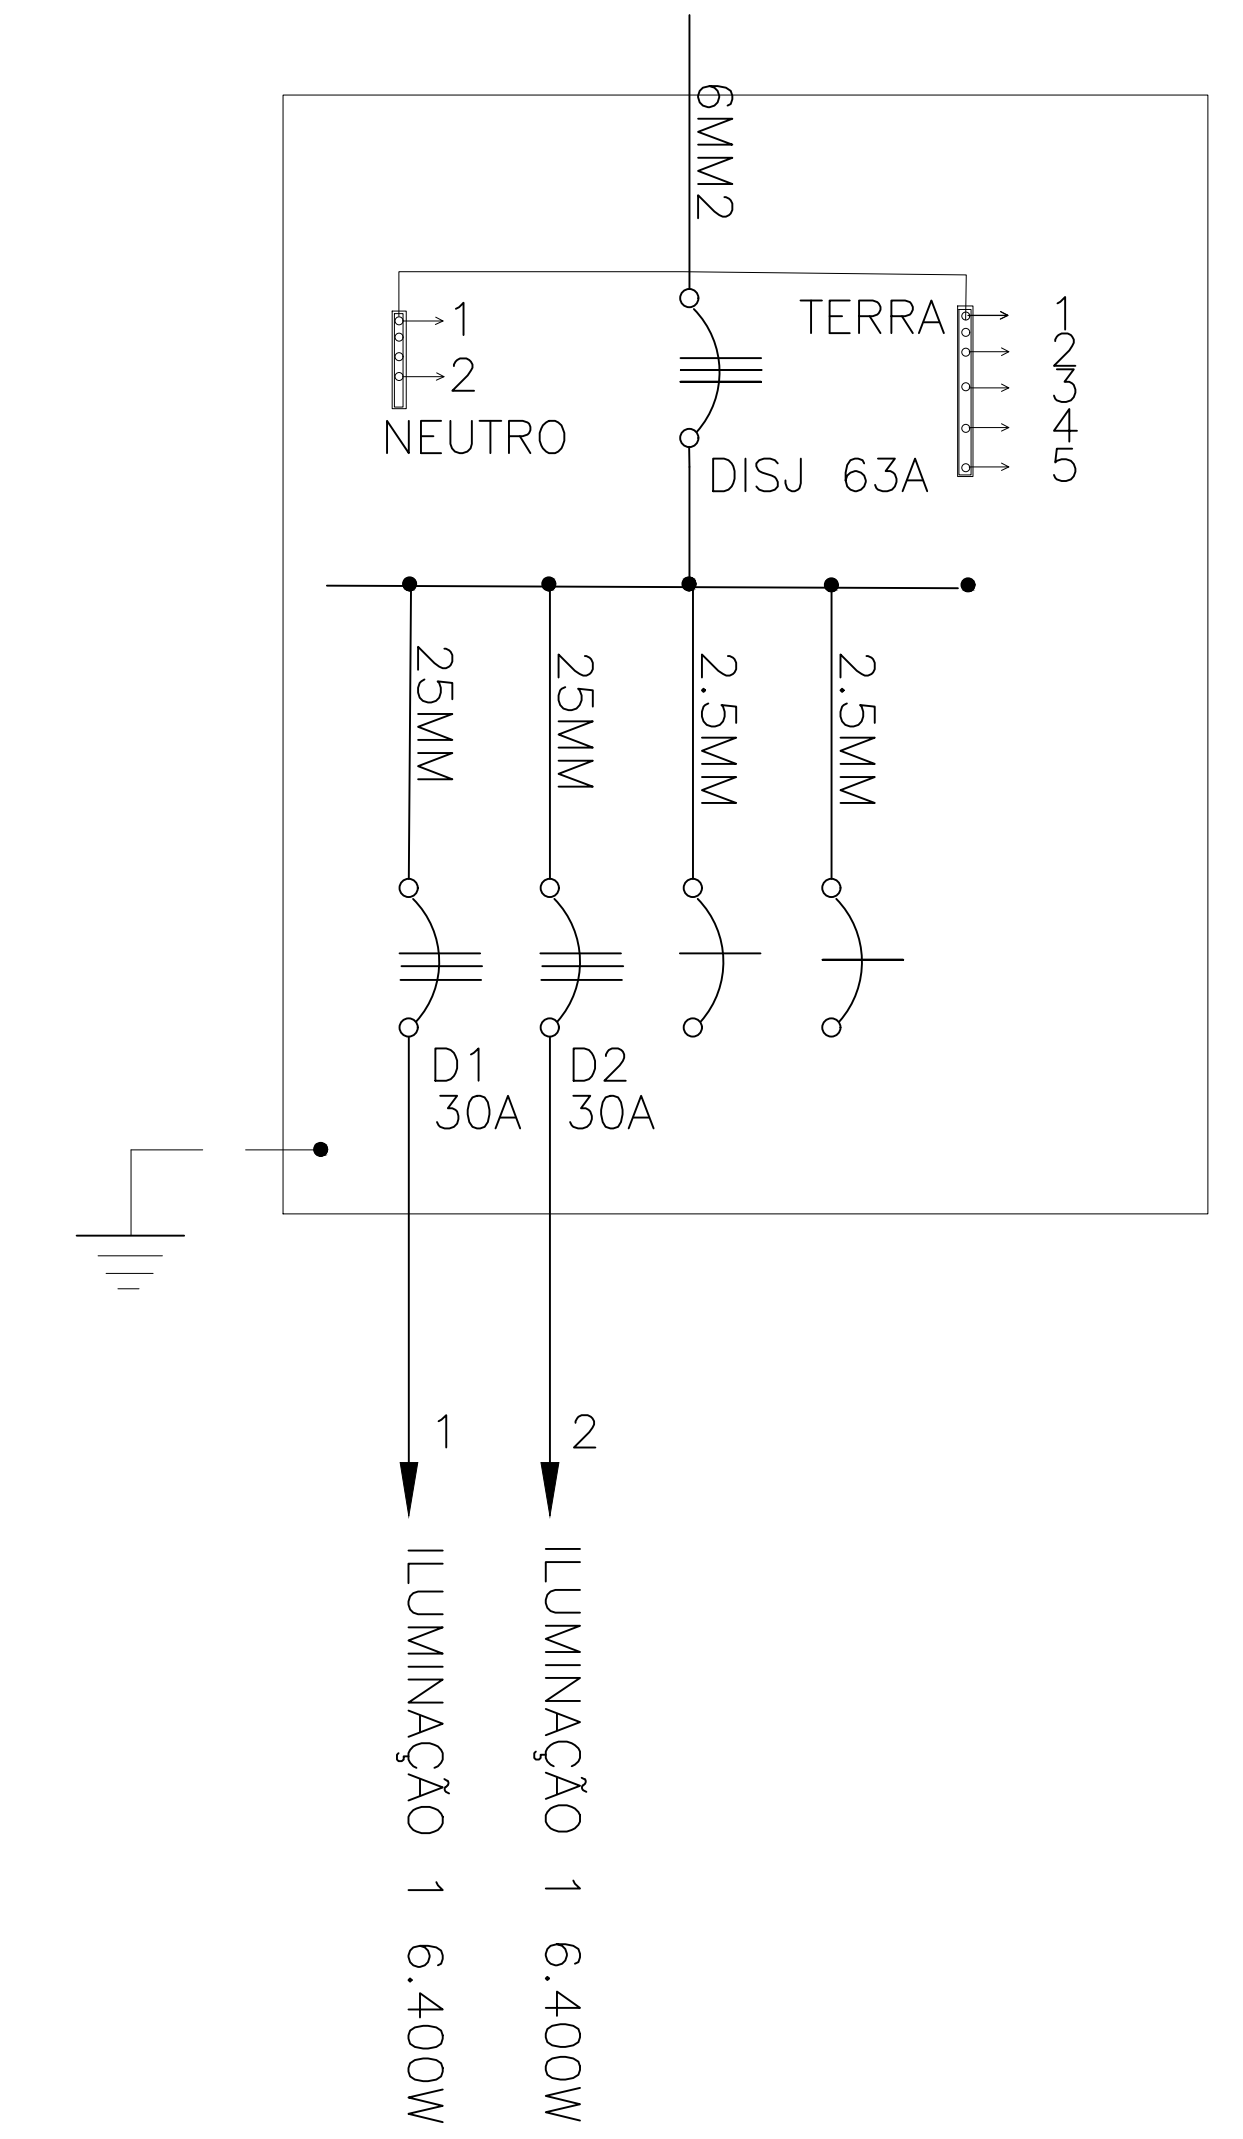 6MM2
TERRA
1
2
3
4
5
1
2
NEUTRO
DISJ 63A
25MM
25MM
2.5MM
2.5MM
D1
30A
D2
30A
1
2
ILUMINAÇÃO 1 6.400W
ILUMINAÇÃO 1 6.400W